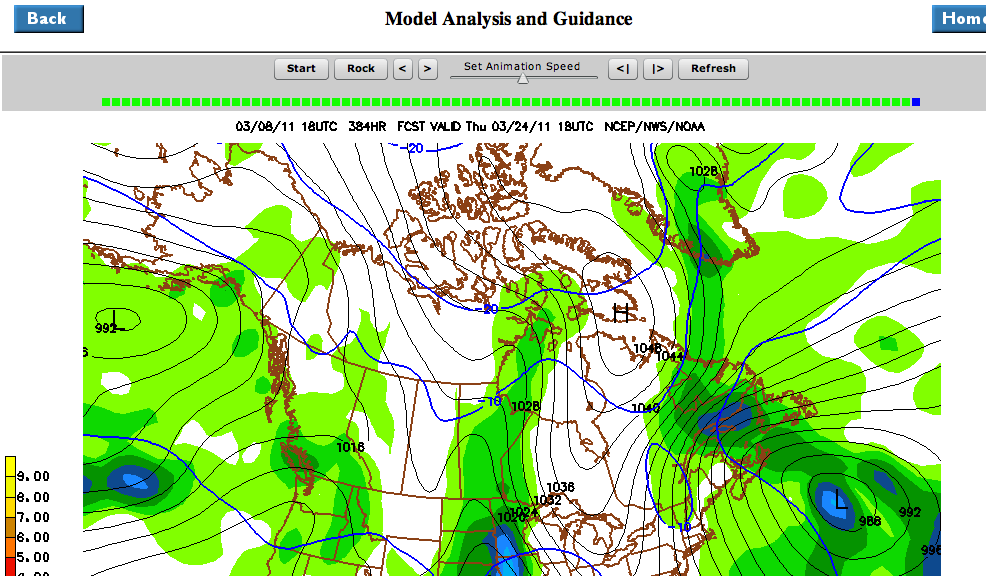 Back
Model Analysis and Guidance
Home
Start Rock < > Set Animation Speed <| |> Refresh
03/08/11 18UTC 384HR FCST VALID Thu 03/24/11 18UTC NCEP/NWS/NOAA
-20
1028
-20
H
992
L
1048
1044
-10
1028
1040
1016
9.00
8.00
7.00
6.00
5.00
1036
1032
1024
1020
-10
L
988
992
996